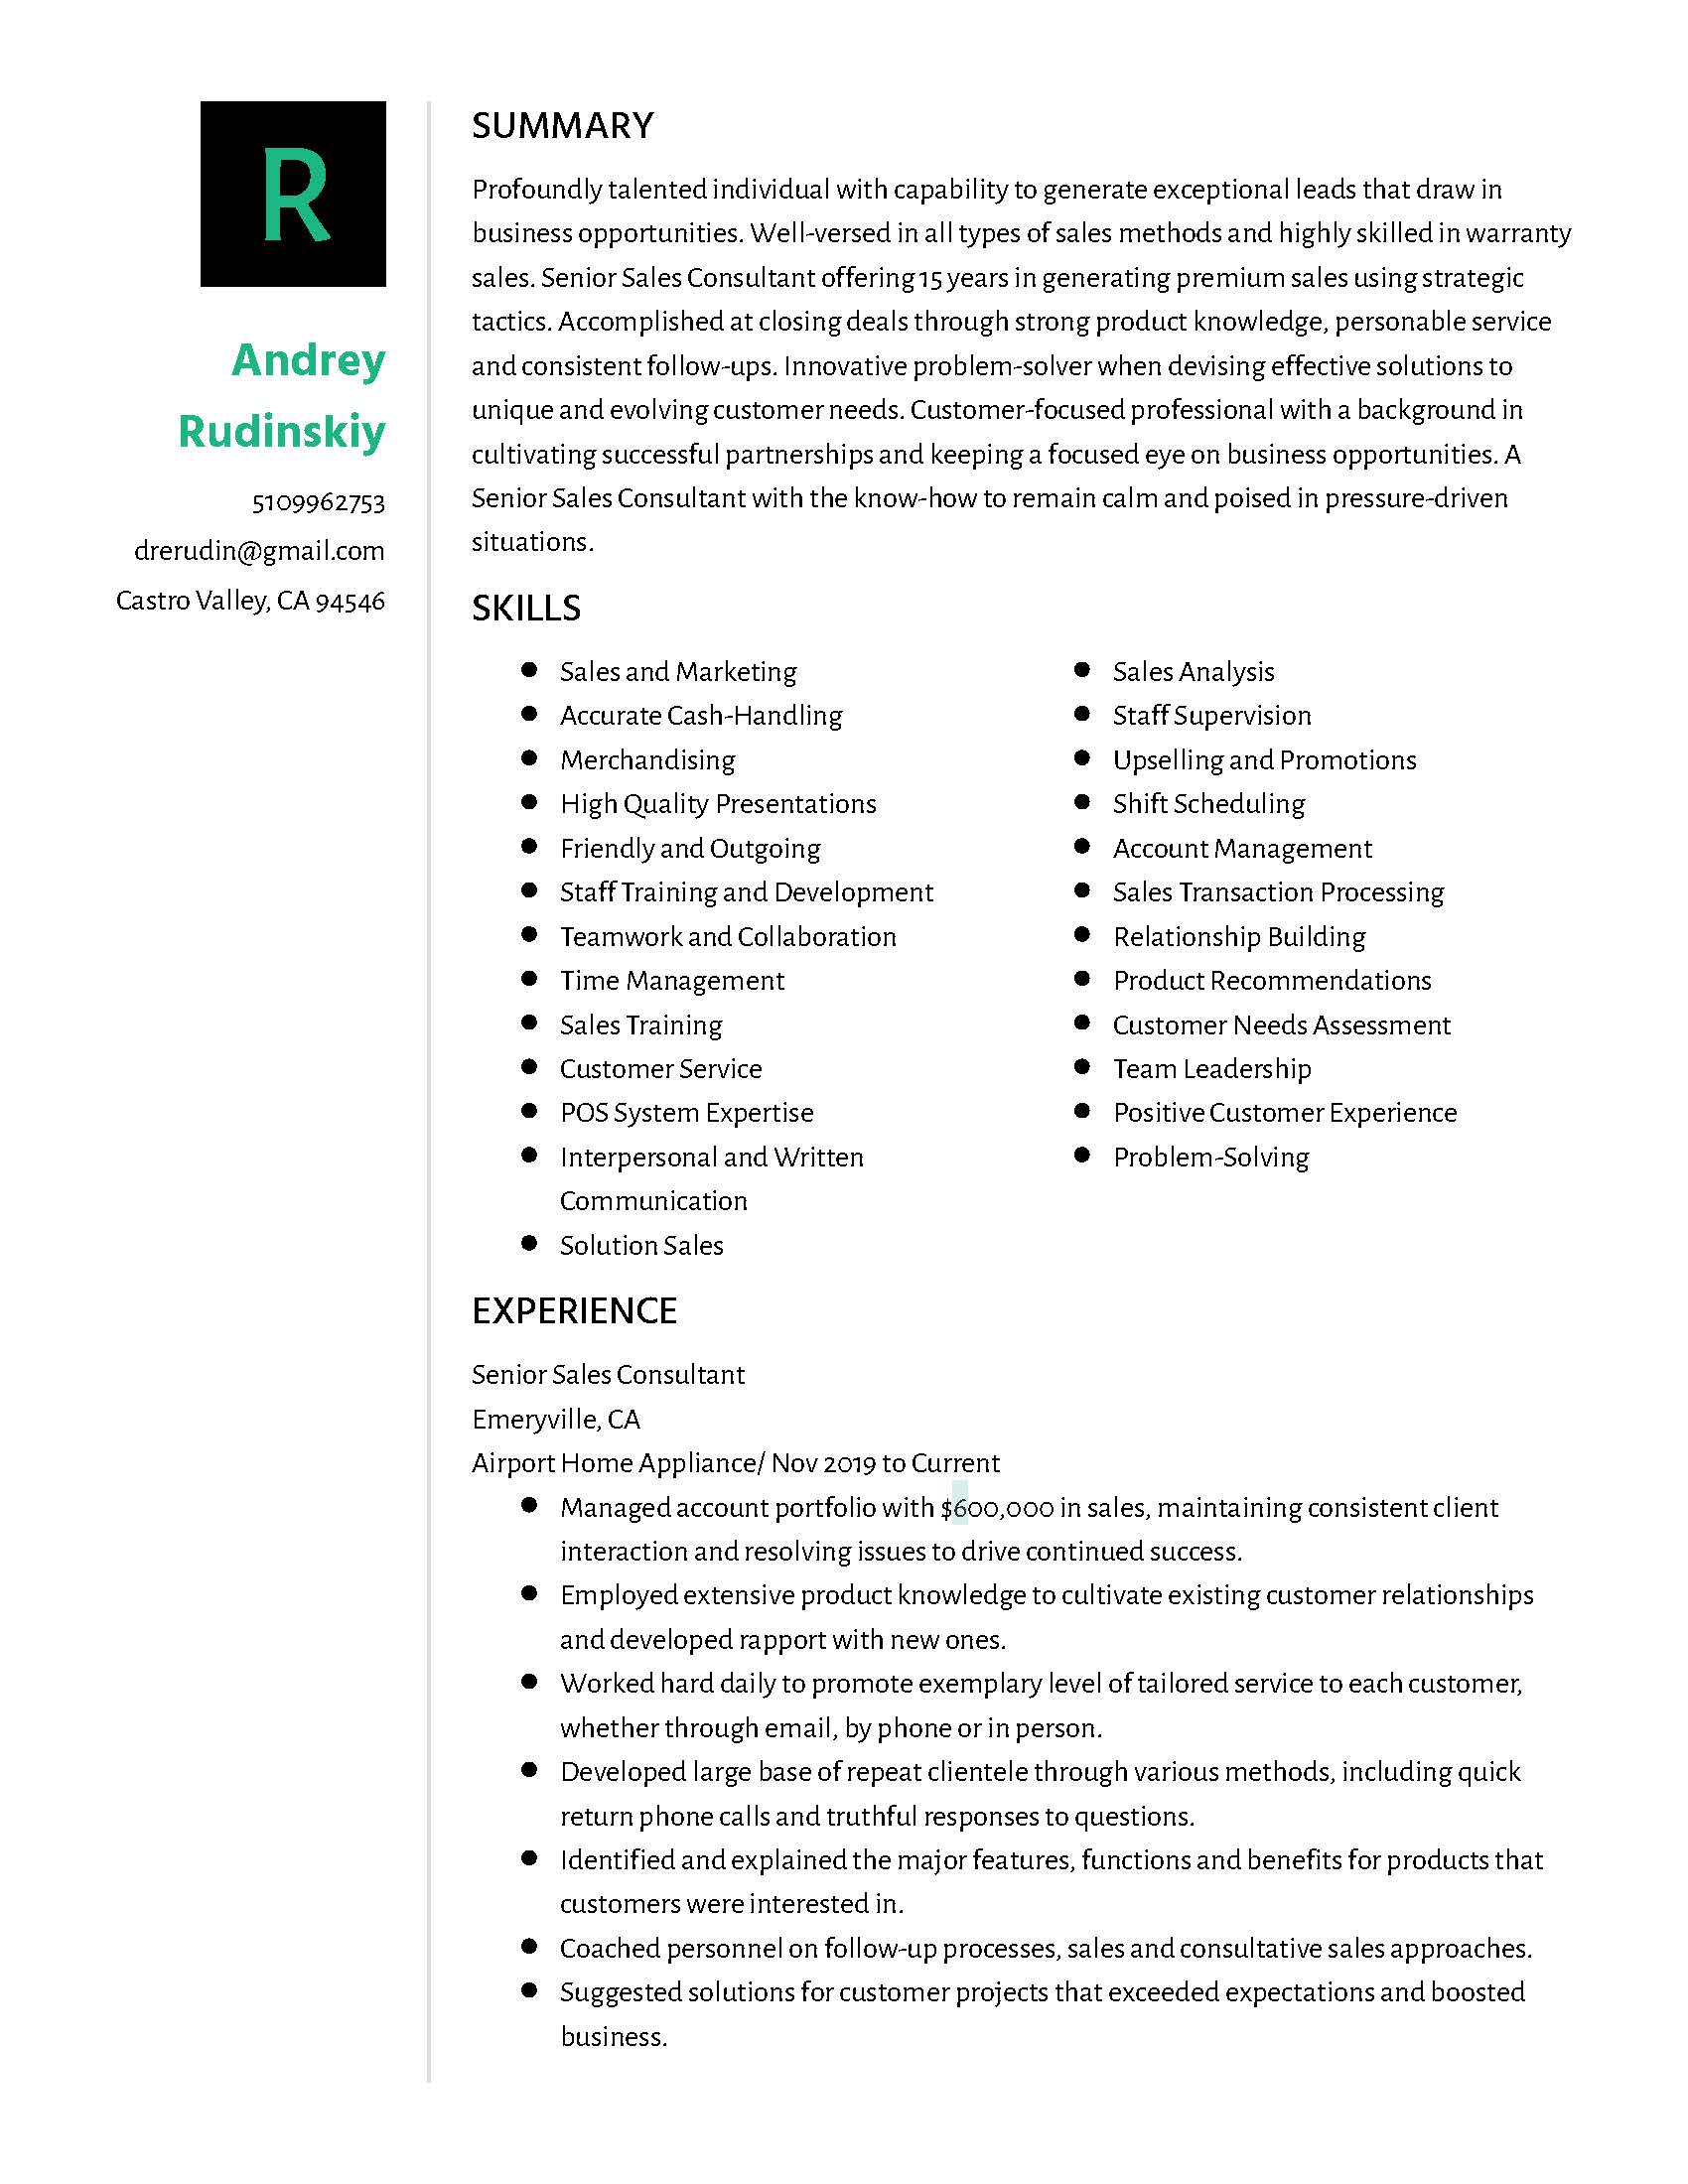 R
Andrey
Rudinskiy
5109962753
drerudin@gmail.com
Castro Valley, CA 94546
SUMMARY
Profoundly talented individual with capability to generate exceptional leads that draw in
business opportunities. Well-versed in all types of sales methods and highly skilled in warranty
sales. Senior Sales Consultant offering 15 years in generating premium sales using strategic
tactics. Accomplished at closing deals through strong product knowledge, personable service
and consistent follow-ups. Innovative problem-solver when devising effective solutions to
unique and evolving customer needs. Customer-focused professional with a background in
cultivating successful partnerships and keeping a focused eye on business opportunities. A
Senior Sales Consultant with the know-how to remain calm and poised in pressure-driven
situations.
SKILLS
Sales and Marketing
Accurate Cash-Handling
Merchandising
High Quality Presentations
Friendly and Outgoing
Staff Training and Development
Teamwork and Collaboration
Time Management
Sales Training
Customer Service
POS System Expertise
Interpersonal and Written
Communication
Solution Sales
Sales Analysis
Staff Supervision
Upselling and Promotions
Shift Scheduling
Account Management
Sales Transaction Processing
Relationship Building
Product Recommendations
Customer Needs Assessment
Team Leadership
Positive Customer Experience
Problem-Solving
EXPERIENCE
Senior Sales Consultant
Emeryville, CA
Airport Home Appliance/ Nov 2019 to Current
Managed account portfolio with $600,000 in sales, maintaining consistent client
interaction and resolving issues to drive continued success.
Employed extensive product knowledge to cultivate existing customer relationships
and developed rapport with new ones.
Worked hard daily to promote exemplary level of tailored service to each customer,
whether through email, by phone or in person.
Developed large base of repeat clientele through various methods, including quick
return phone calls and truthful responses to questions.
Identified and explained the major features, functions and benefits for products that
customers were interested in.
Coached personnel on follow-up processes, sales and consultative sales approaches.
Suggested solutions for customer projects that exceeded expectations and boosted
business.